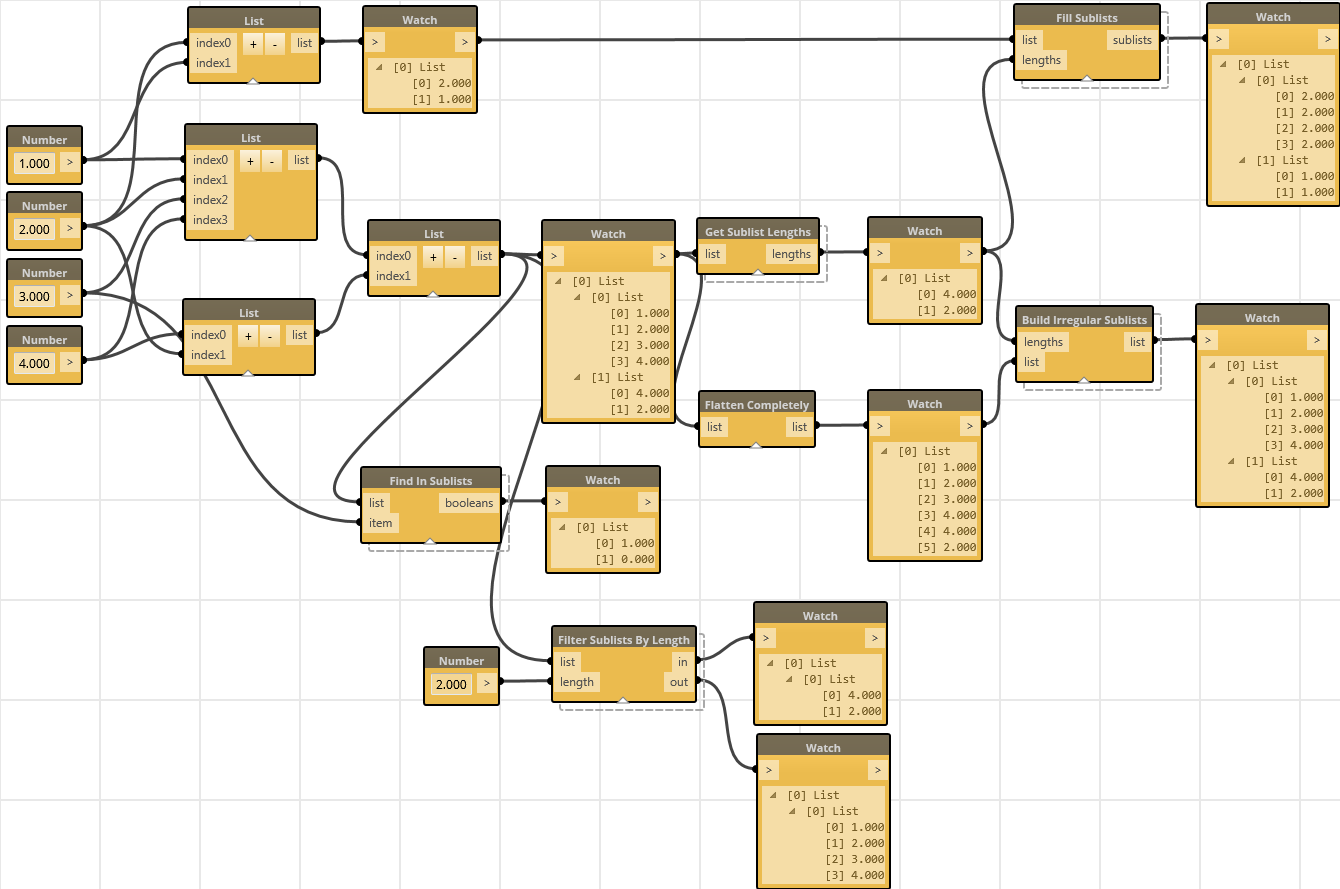 List
index0 + - list
index1
Watch
> >
[0] List
[0] 2.000
[1] 1.000
Fill Sublists
list sublists
lengths
Watch
> >
[0] List
[0] List
[0] 2.000
[1] 2.000
[2] 2.000
[3] 2.000
[1] List
[0] 1.000
[1] 1.000
Number
1.000 >
Number
2.000 >
Number
3.000 >
Number
4.000 >
List
index0 + - list
index1
index2
index3
List
index0 + - list
index1
List
index0 + - list
index1
Watch
> >
[0] List
[0] List
[0] 1.000
[1] 2.000
[2] 3.000
[3] 4.000
[1] List
[0] 4.000
[1] 2.000
Get Sublist Lengths
list lengths
Watch
> >
[0] List
[0] 4.000
[1] 2.000
Build Irregular Sublists
lengths list
list
Watch
> >
[0] List
[0] List
[0] 1.000
[1] 2.000
[2] 3.000
[3] 4.000
[1] List
[0] 4.000
[1] 2.000
Flatten Completely
list list
Watch
> >
[0] List
[0] 1.000
[1] 2.000
[2] 3.000
[3] 4.000
[4] 4.000
[5] 2.000
Find In Sublists
list booleans
item
Watch
> >
[0] List
[0] 1.000
[1] 0.000
Number
2.000 >
Filter Sublists By Length
list in
length out
Watch
> >
[0] List
[0] List
[0] 4.000
[1] 2.000
Watch
> >
[0] List
[0] List
[0] 1.000
[1] 2.000
[2] 3.000
[3] 4.000